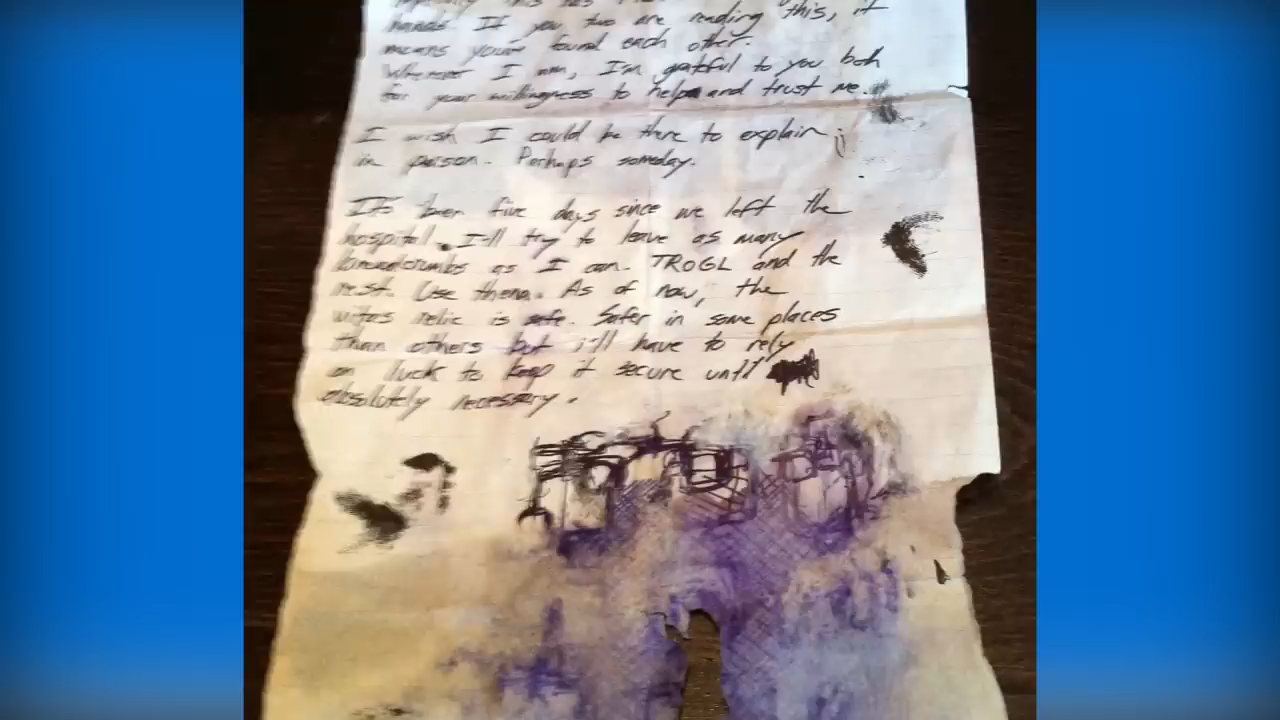 hands. If you two are reading this, it
means you've found each other.
Wherever I am, I'm grateful to you both
for your willingness to help and trust me.
I wish I could be there to explain
in person. Perhaps someday.
It's been five days since we left the
hospital. I'll try to leave as many
breadcrumbs as I can. TROGL and the
rest. Use them. As of now, the
relic is safe. Safer in some places
than others but i'll have to rely
on luck to keep it secure until
absolutely necessary.